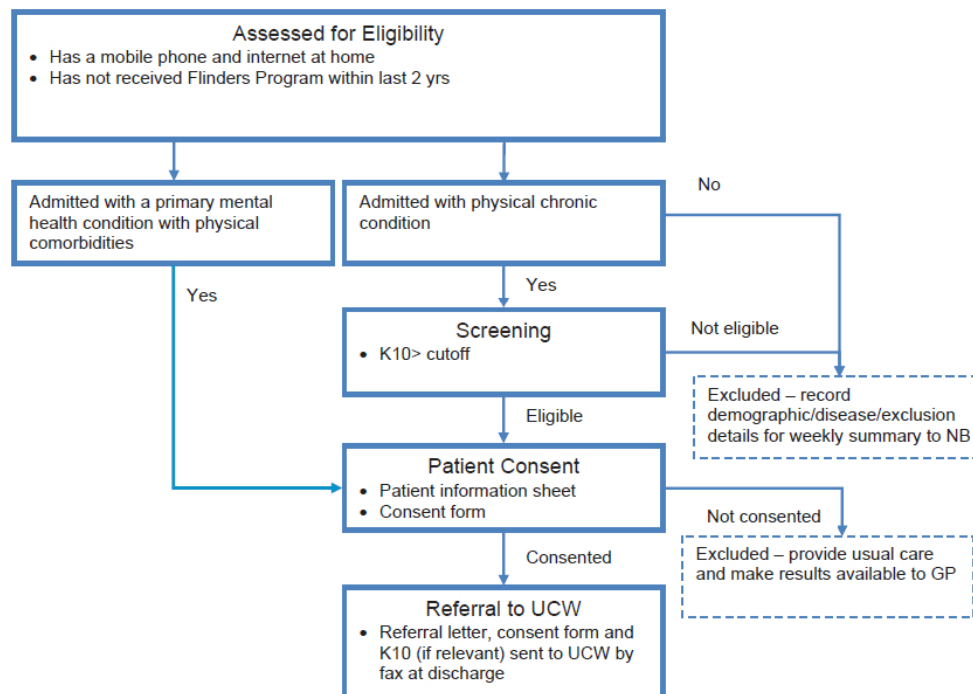 Assessed for Eligibility
• Has a mobile phone and internet at home
• Has not received Flinders Program within last 2 yrs
Admitted with a primary mental
health condition with physical
comorbidities
Admitted with physical chronic
condition
No
Yes
Yes
Screening
• K10> cutoff
Not eligible
Excluded – record
demographic/disease/exclusion
details for weekly summary to NB
Eligible
Patient Consent
• Patient information sheet
• Consent form
Not consented
Excluded – provide usual care
and make results available to GP
Consented
Referral to UCW
• Referral letter, consent form and
K10 (if relevant) sent to UCW by
fax at discharge